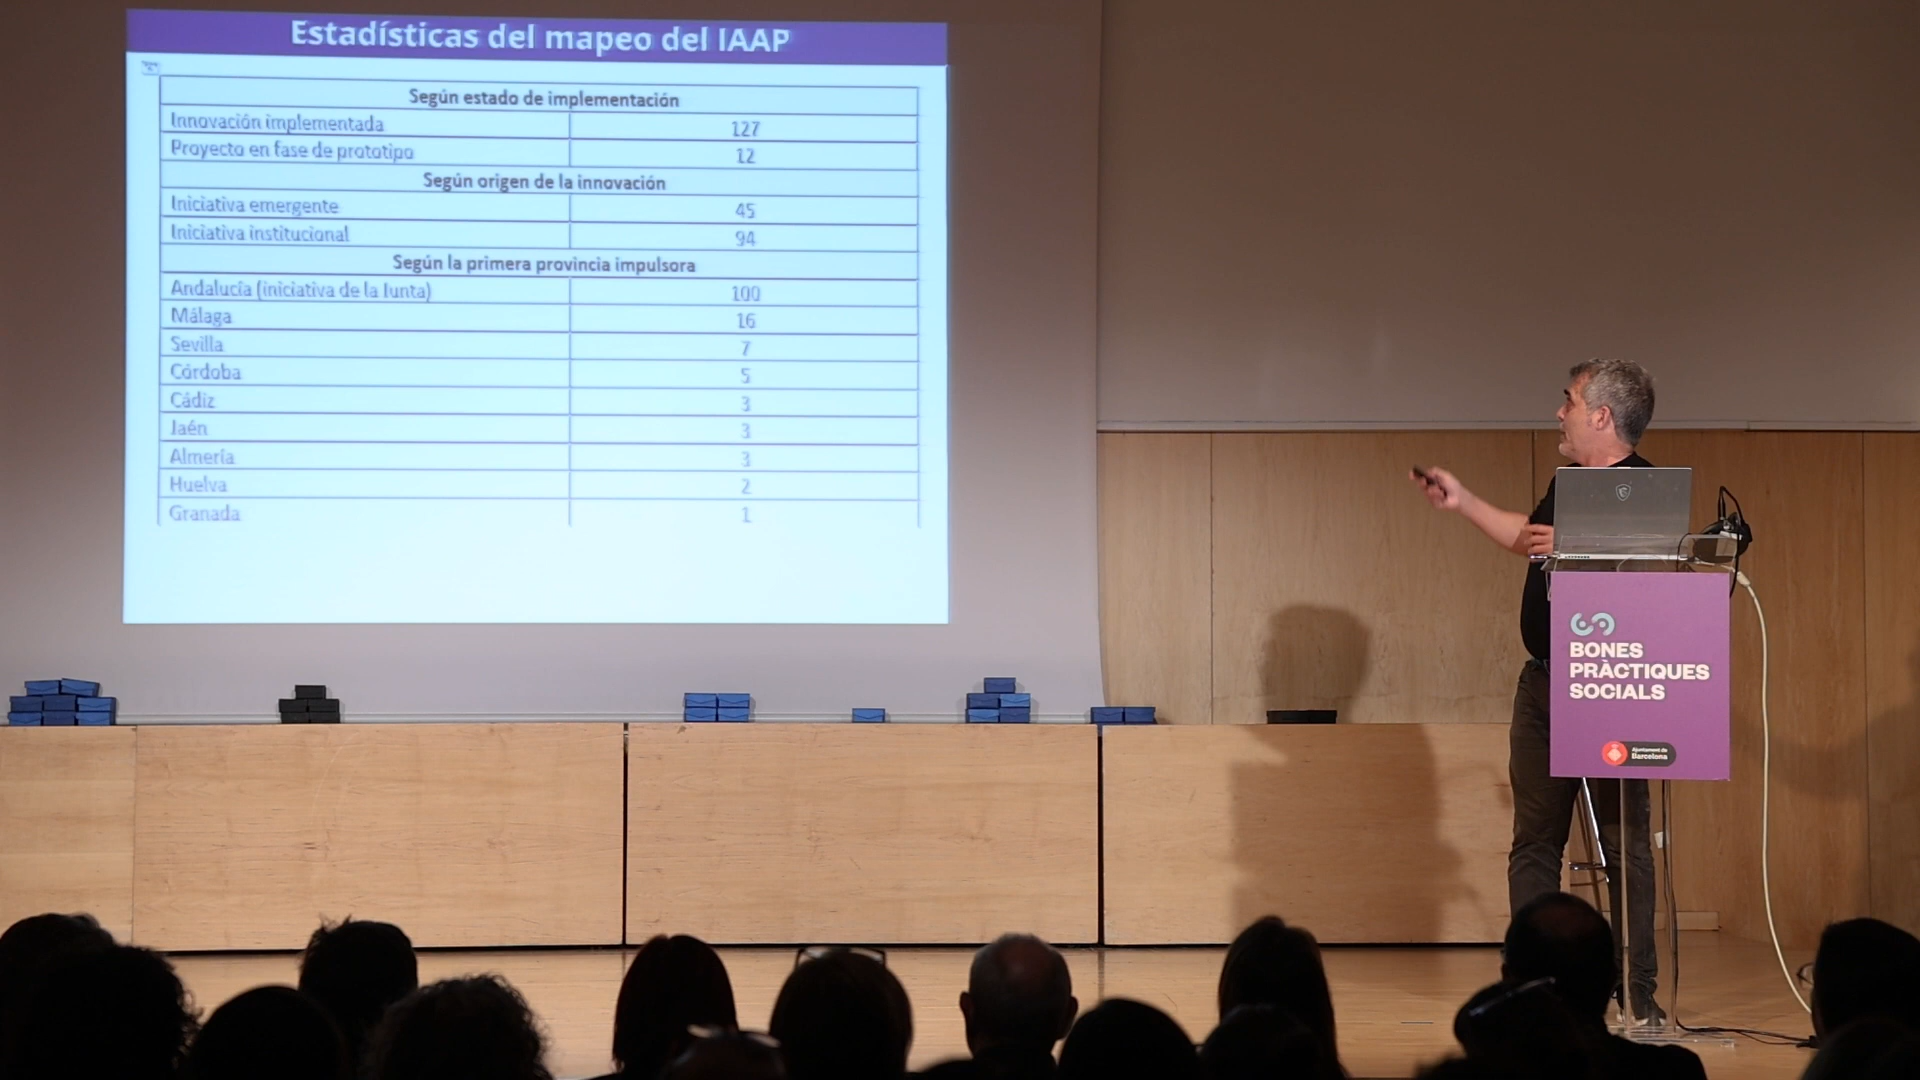 Estadísticas del mapeo del IAAP
Según estado de implementación
Innovación implementada 127
Proyecto en fase de prototipo 12
Según origen de la innovación
Iniciativa emergente 45
Iniciativa institucional 94
Según la primera provincia impulsora
Andalucía (iniciativa de la Junta) 100
Málaga 16
Sevilla 7
Córdoba 5
Cádiz 3
Jaén 3
Almería 3
Huelva 2
Granada 1
BONES
PRÀCTIQUES
SOCIALS
Ajuntament de
Barcelona